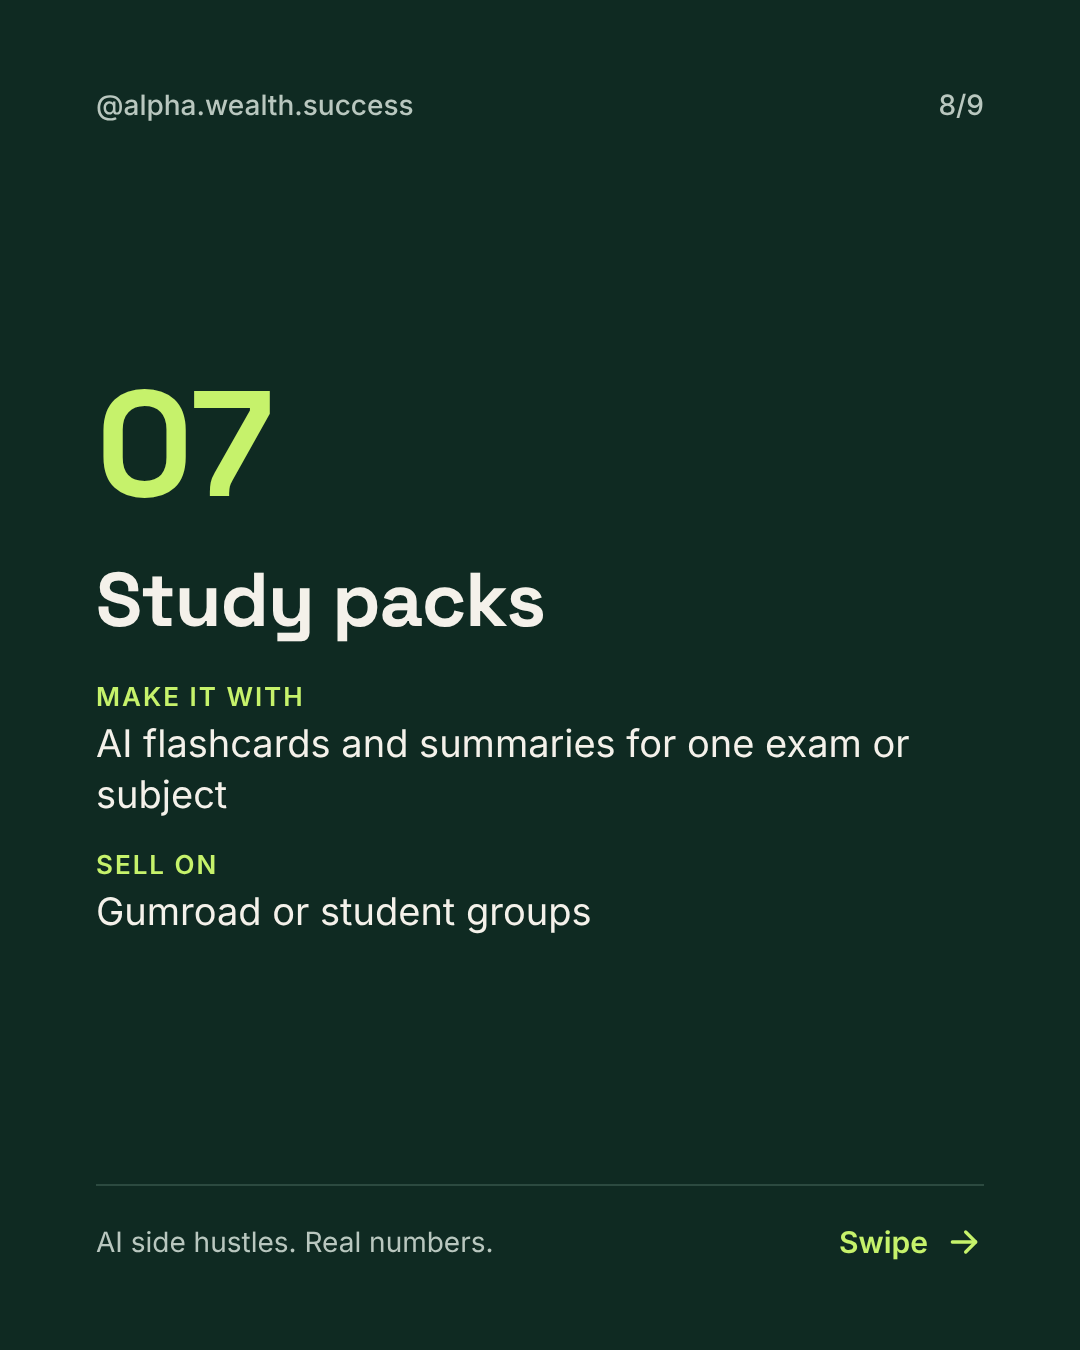 @alpha.wealth.success
8/9
07
Study packs
MAKE IT WITH
AI flashcards and summaries for one exam or
subject
SELL ON
Gumroad or student groups
AI side hustles. Real numbers.
Swipe →